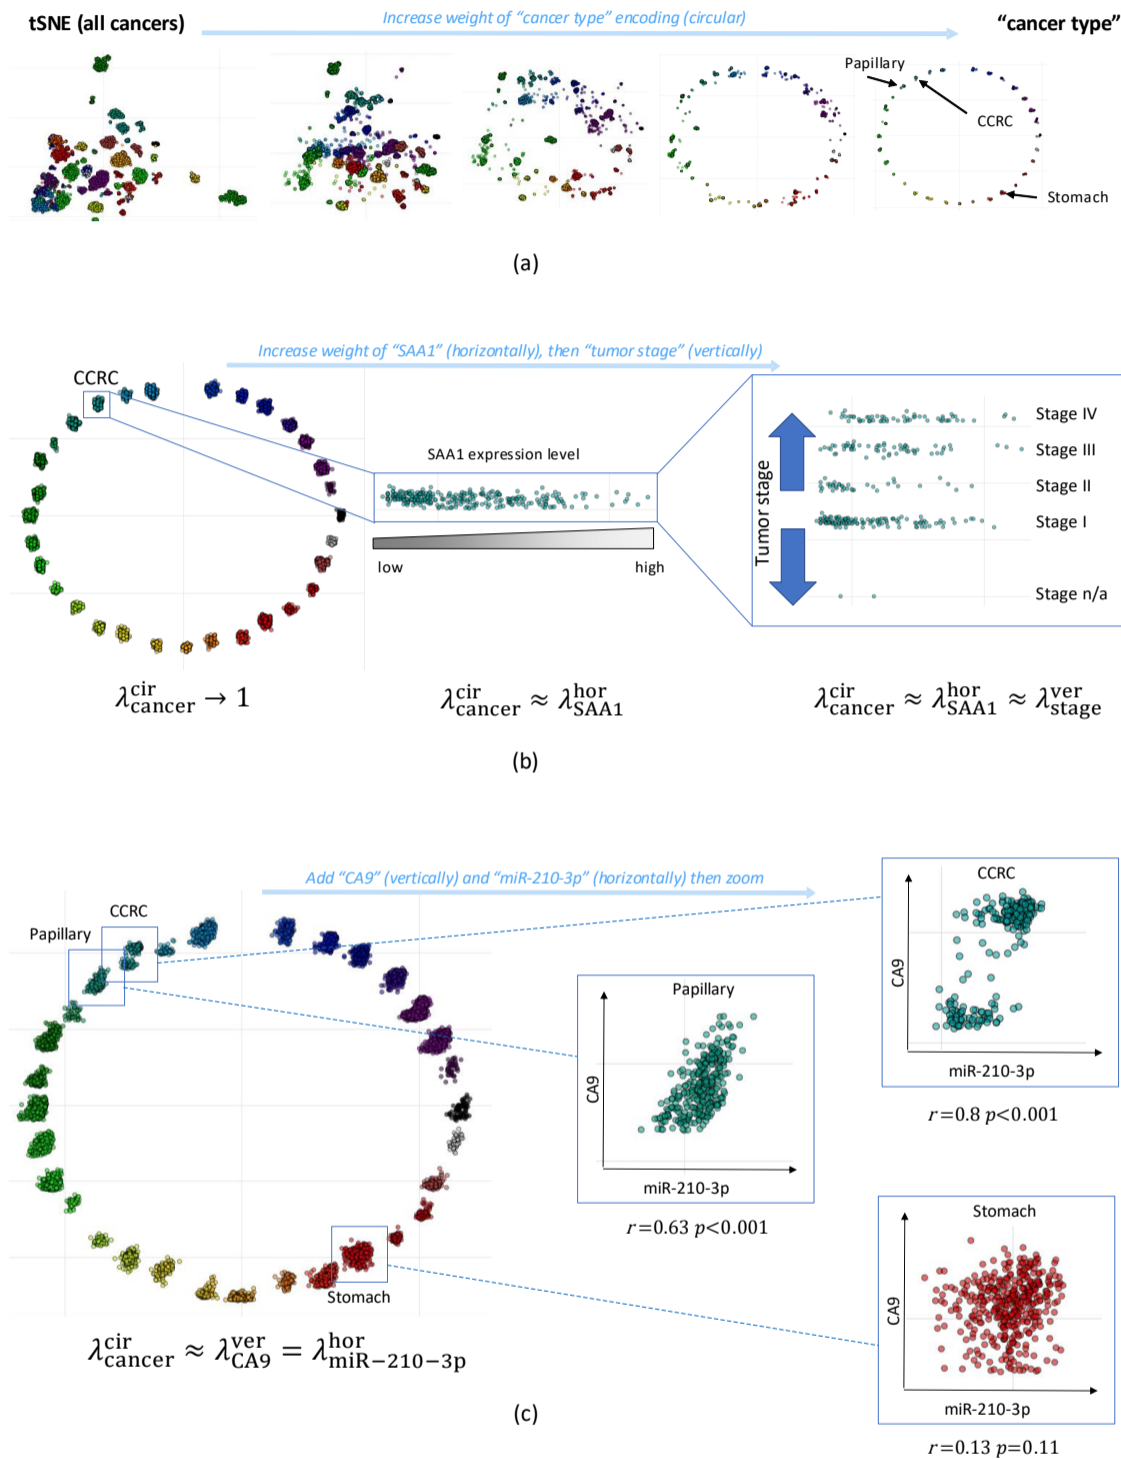 tSNE (all cancers)
Increase weight of “cancer type” encoding (circular)
“cancer type”
Papillary
CCRC
Stomach
(a)
Increase weight of “SAA1” (horizontally), then “tumor stage” (vertically)
CCRC
SAA1 expression level
low
high
Tumor stage
Stage IV
Stage III
Stage II
Stage I
Stage n/a
λ^cir_cancer → 1
λ^cir_cancer ≈ λ^hor_SAA1
λ^cir_cancer ≈ λ^hor_SAA1 ≈ λ^ver_stage
(b)
Add “CA9” (vertically) and “miR-210-3p” (horizontally) then zoom
CCRC
Papillary
Stomach
CCRC
CA9
miR-210-3p
r=0.8 p<0.001
Papillary
CA9
miR-210-3p
r=0.63 p<0.001
Stomach
CA9
miR-210-3p
r=0.13 p=0.11
λ^cir_cancer ≈ λ^ver_CA9 = λ^hor_miR−210−3p
(c)